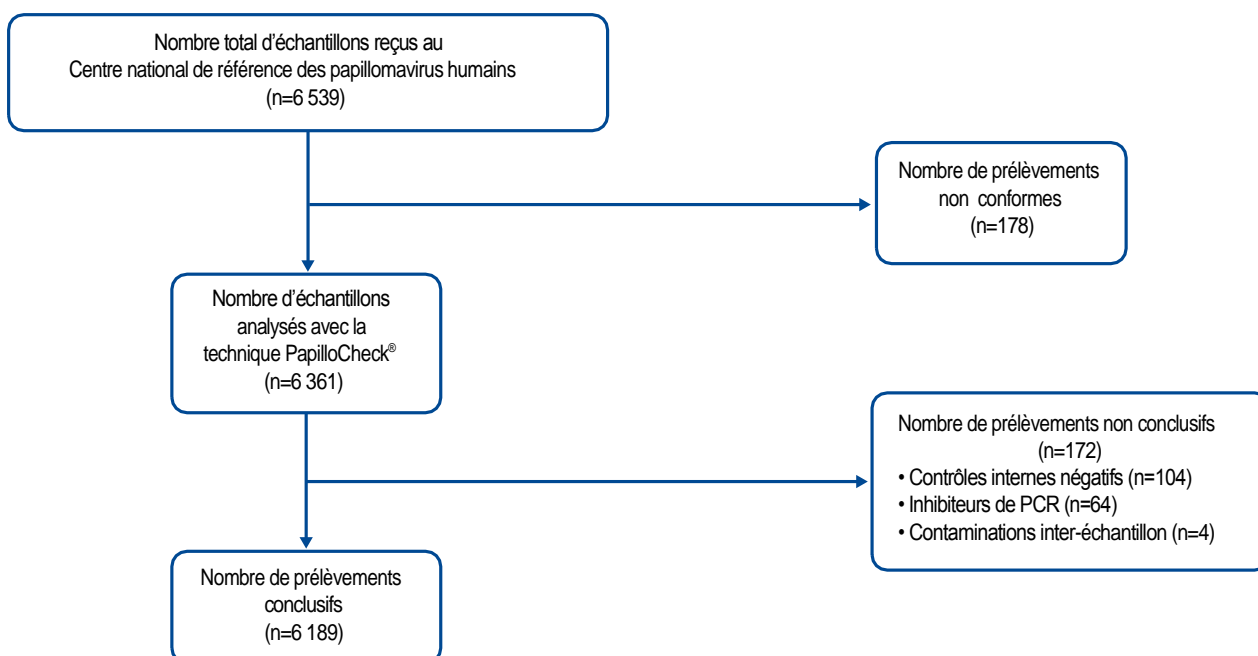 Nombre total d'échantillons reçus au
Centre national de référence des papillomavirus humains
(n=6 539)
Nombre de prélèvements
non conformes
(n=178)
Nombre d'échantillons
analysés avec la
technique PapilloCheck®
(n=6 361)
Nombre de prélèvements non conclusifs
(n=172)
• Contrôles internes négatifs (n=104)
• Inhibiteurs de PCR (n=64)
• Contaminations inter-échantillon (n=4)
Nombre de prélèvements
conclusifs
(n=6 189)